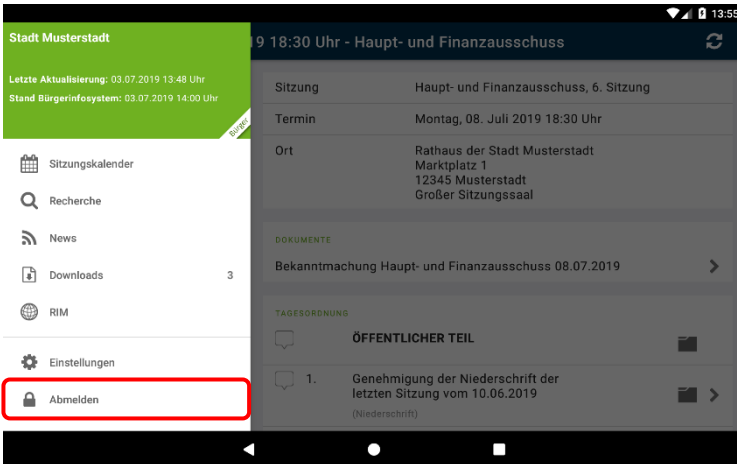 13:55
Stadt Musterstadt
Letzte Aktualisierung: 03.07.2019 13:48 Uhr
Stand Bürgerinfosystem: 03.07.2019 14:00 Uhr
Bürger
Sitzungskalender
Recherche
News
Downloads 3
RIM
Einstellungen
Abmelden
19 18:30 Uhr - Haupt- und Finanzausschuss
Sitzung Haupt- und Finanzausschuss, 6. Sitzung
Termin Montag, 08. Juli 2019 18:30 Uhr
Ort Rathaus der Stadt Musterstadt
Marktplatz 1
12345 Musterstadt
Großer Sitzungssaal
DOKUMENTE
Bekanntmachung Haupt- und Finanzausschuss 08.07.2019
TAGESORDNUNG
ÖFFENTLICHER TEIL
1. Genehmigung der Niederschrift der
letzten Sitzung vom 10.06.2019
(Niederschrift)